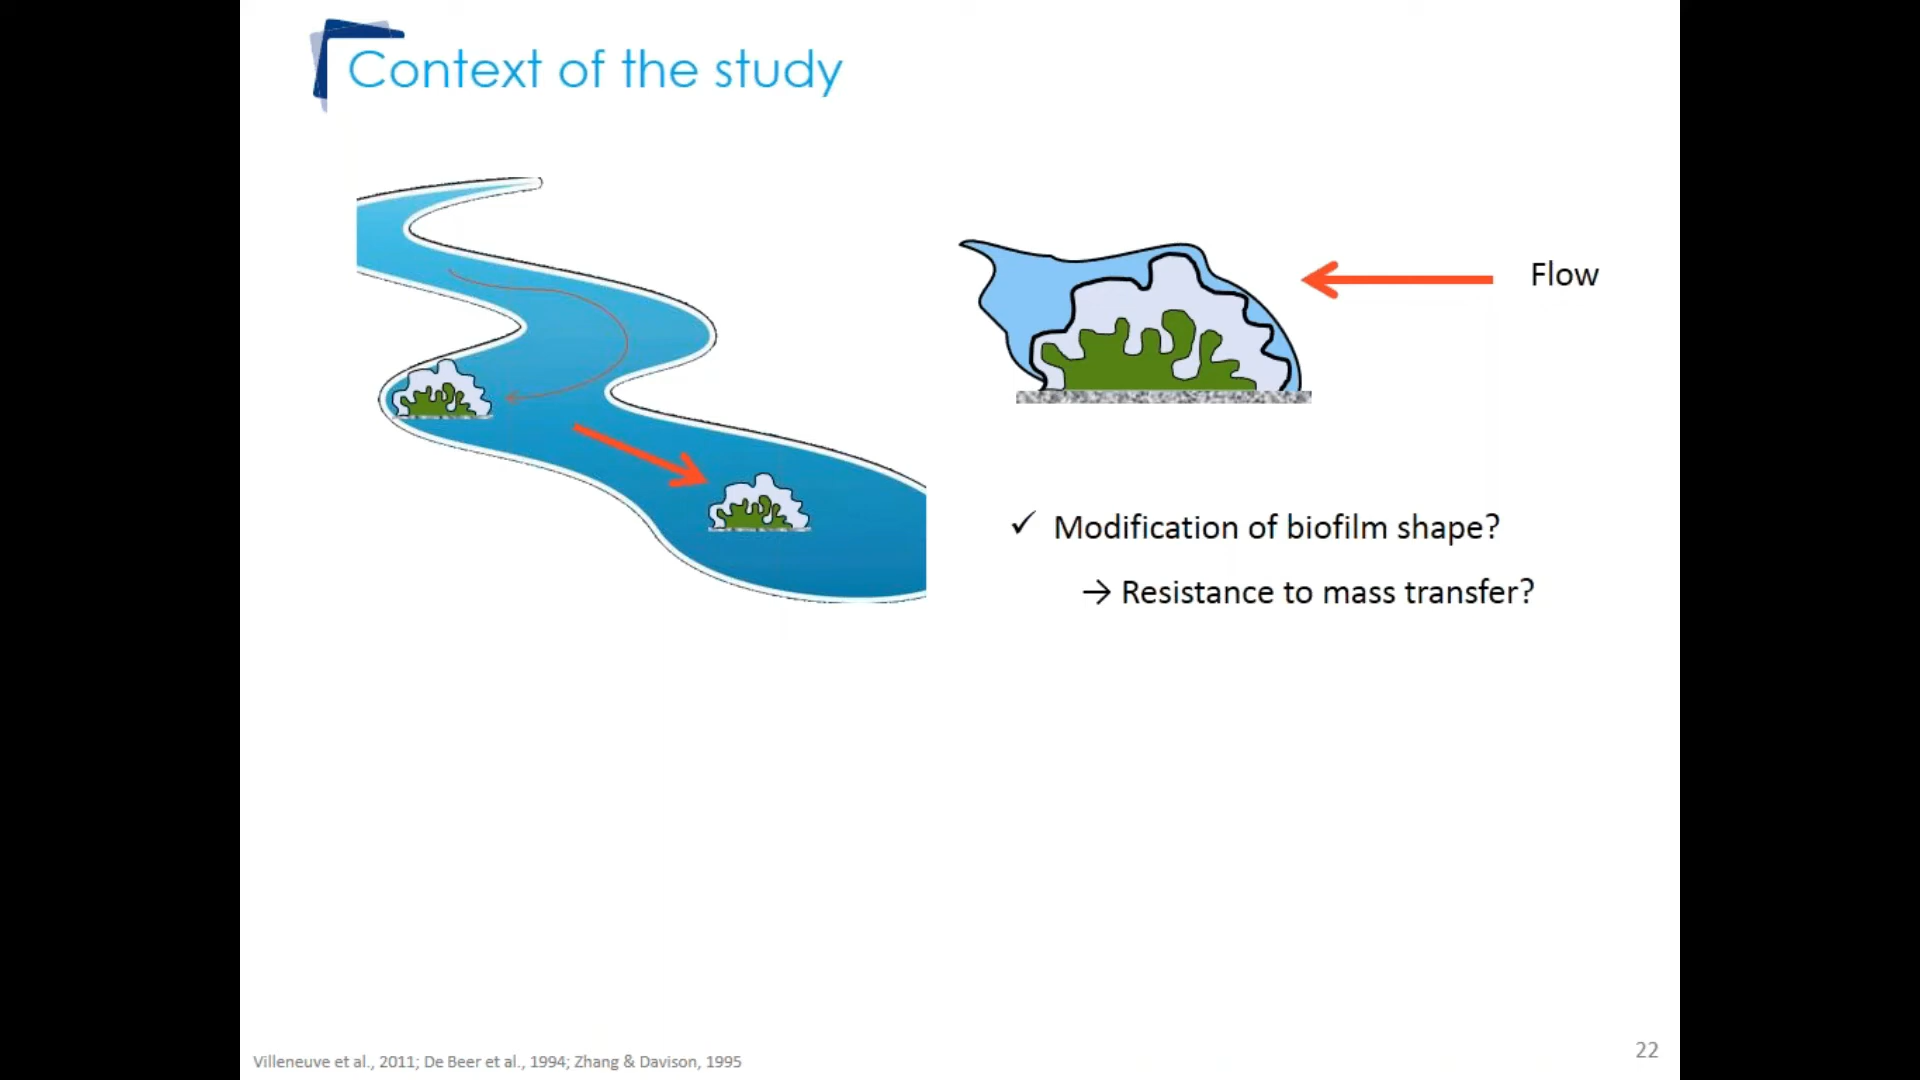 Context of the study
Flow
✓ Modification of biofilm shape?
→ Resistance to mass transfer?
Villeneuve et al., 2011; De Beer et al., 1994; Zhang & Davison, 1995
22